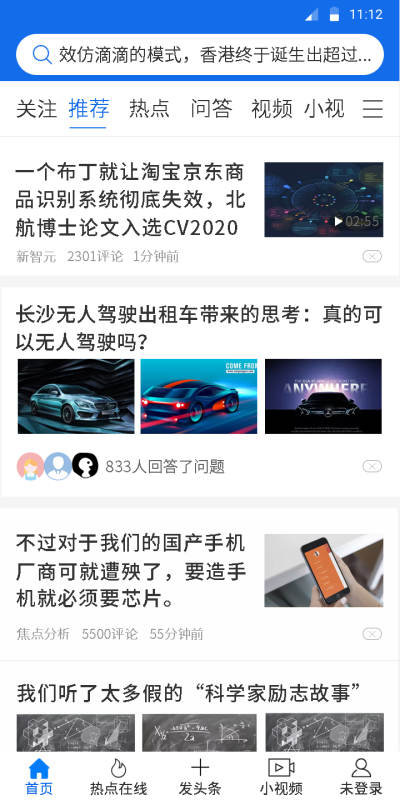 11:12
效仿滴滴的模式，香港终于诞生出超过...
关注 推荐 热点 问答 视频 小视
一个布丁就让淘宝京东商
品识别系统彻底失效，北
航博士论文入选CV2020
02:55
新智元 2301评论 1分钟前
长沙无人驾驶出租车带来的思考：真的可
以无人驾驶吗？
COME FROM
ANYWHERE
833人回答了问题
不过对于我们的国产手机
厂商可就遭殃了，要造手
机就必须要芯片。
焦点分析 5500评论 55分钟前
我们听了太多假的“科学家励志故事”
首页 热点在线 发头条 小视频 未登录